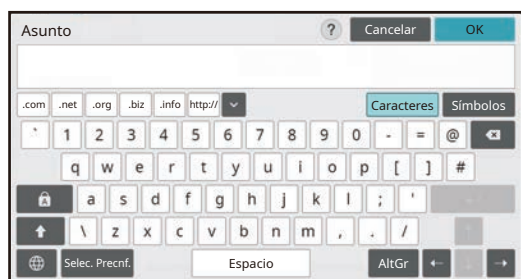 Asunto ? Cancelar OK
.com .net .org .biz .info http:// Caracteres Símbolos
` 1 2 3 4 5 6 7 8 9 0 - = @
q w e r t y u i o p [ ] #
a s d f g h j k l ; '
\ z x c v b n m , . /
Selec. Precnf. Espacio AltGr ← →